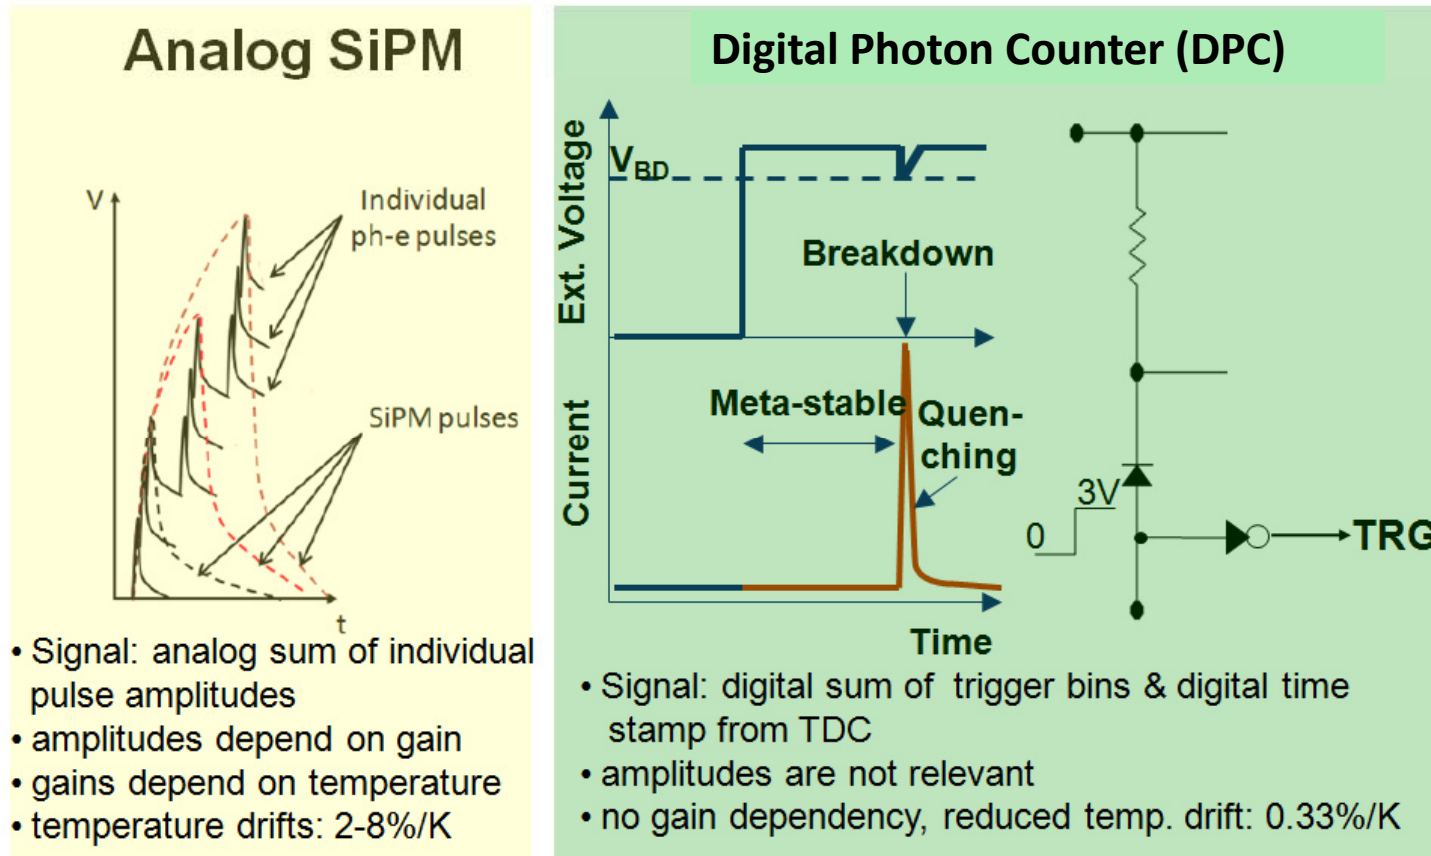 Analog SiPM
V
Individual
ph-e pulses
SiPM pulses
t
• Signal: analog sum of individual
pulse amplitudes
• amplitudes depend on gain
• gains depend on temperature
• temperature drifts: 2-8%/K
Digital Photon Counter (DPC)
Ext. Voltage
VBD
Breakdown
Current
Meta-stable
Quen-
ching
Time
3V
0
TRG
• Signal: digital sum of trigger bins & digital time
stamp from TDC
• amplitudes are not relevant
• no gain dependency, reduced temp. drift: 0.33%/K